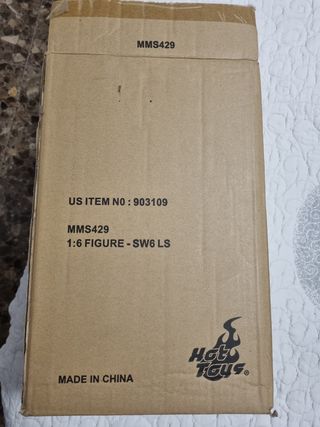 MMS429
US ITEM N0 : 903109
MMS429
1:6 FIGURE - SW6 LS
Hot
Toys®
MADE IN CHINA